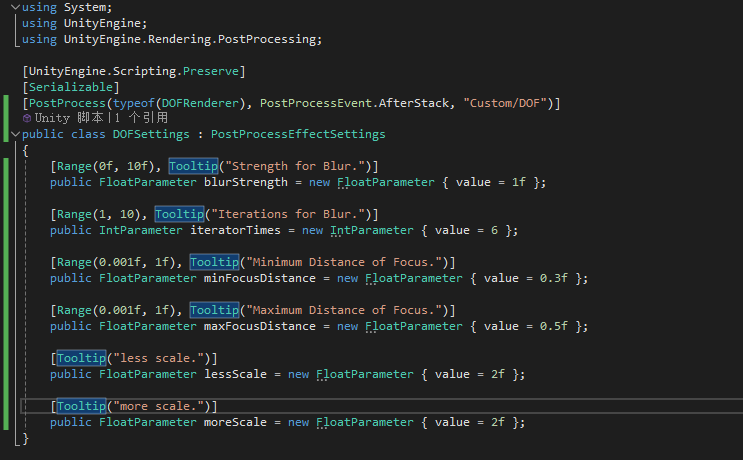 using System;
using UnityEngine;
using UnityEngine.Rendering.PostProcessing;
[UnityEngine.Scripting.Preserve]
[Serializable]
[PostProcess(typeof(DOFRenderer), PostProcessEvent.AfterStack, "Custom/DOF")]
Unity 脚本|1 个引用
public class DOFSettings : PostProcessEffectSettings
{
[Range(0f, 10f), Tooltip("Strength for Blur.")]
public FloatParameter blurStrength = new FloatParameter { value = 1f };
[Range(1, 10), Tooltip("Iterations for Blur.")]
public IntParameter iteratorTimes = new IntParameter { value = 6 };
[Range(0.001f, 1f), Tooltip("Minimum Distance of Focus.")]
public FloatParameter minFocusDistance = new FloatParameter { value = 0.3f };
[Range(0.001f, 1f), Tooltip("Maximum Distance of Focus.")]
public FloatParameter maxFocusDistance = new FloatParameter { value = 0.5f };
[Tooltip("less scale.")]
public FloatParameter lessScale = new FloatParameter { value = 2f };
[Tooltip("more scale.")]
public FloatParameter moreScale = new FloatParameter { value = 2f };
}